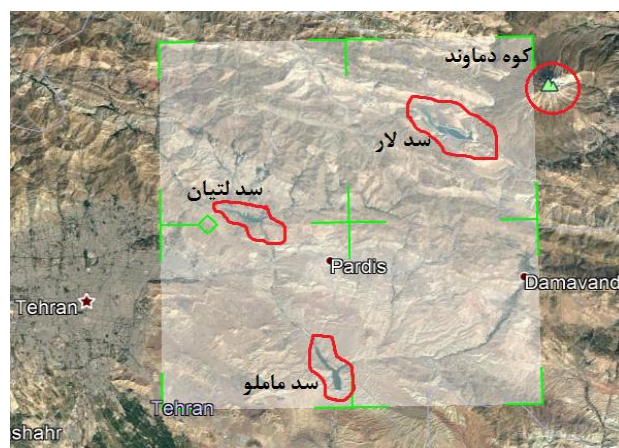 کوه دماوند
سد لار
سد لتیان
Pardis
Damavand
Tehran
سد ماملو
Tehran
shahr